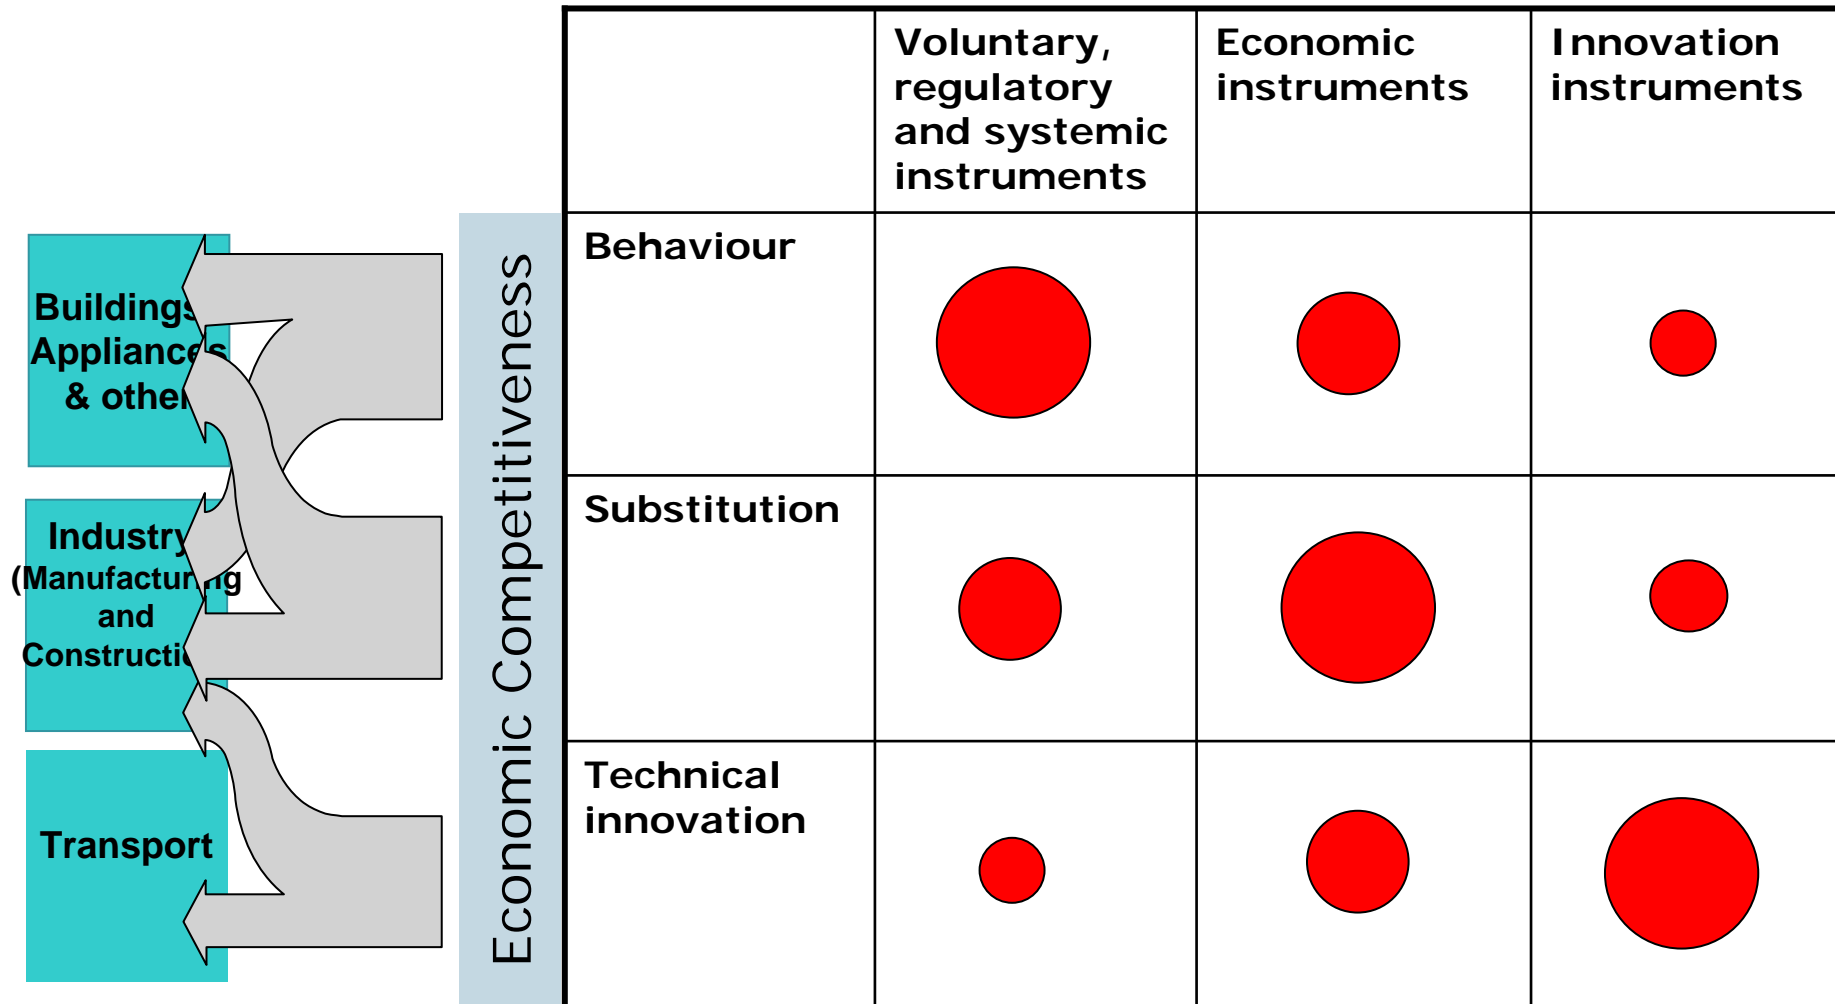 Voluntary,
regulatory
and systemic
instruments
Economic
instruments
Innovation
instruments
Behaviour
Substitution
Technical
innovation
Economic Competitiveness
Buildings
Appliances
& other
Industry
(Manufacturing
and
Construction
Transport